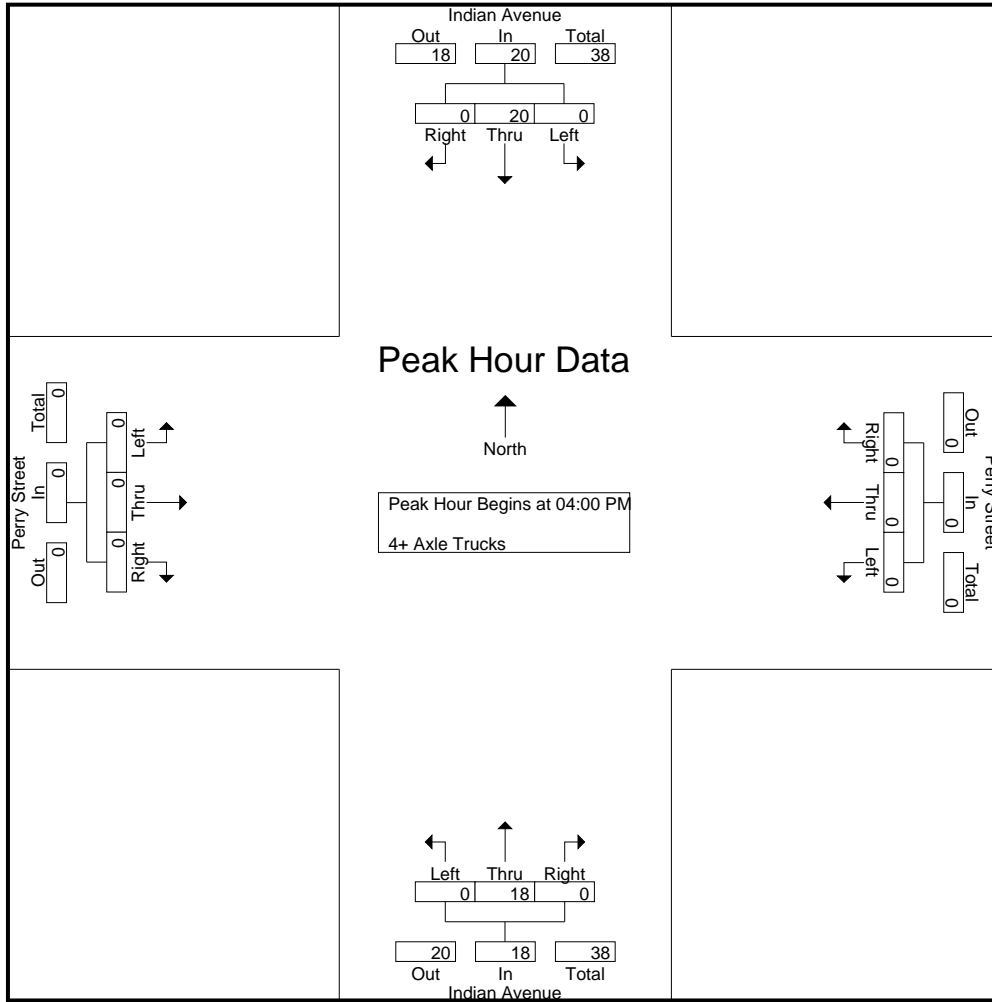 Indian Avenue
Out In Total
18 20 38
0 20 0
Right Thru Left
Peak Hour Data
North
Peak Hour Begins at 04:00 PM
4+ Axle Trucks
Perry Street
Total In Out
0 0 0
0 0 0
Left Thru Right
Right Thru Left
0 0 0
Out In Total
0 0 0
Perry Street
Left Thru Right
0 18 0
20 18 38
Out In Total
Indian Avenue